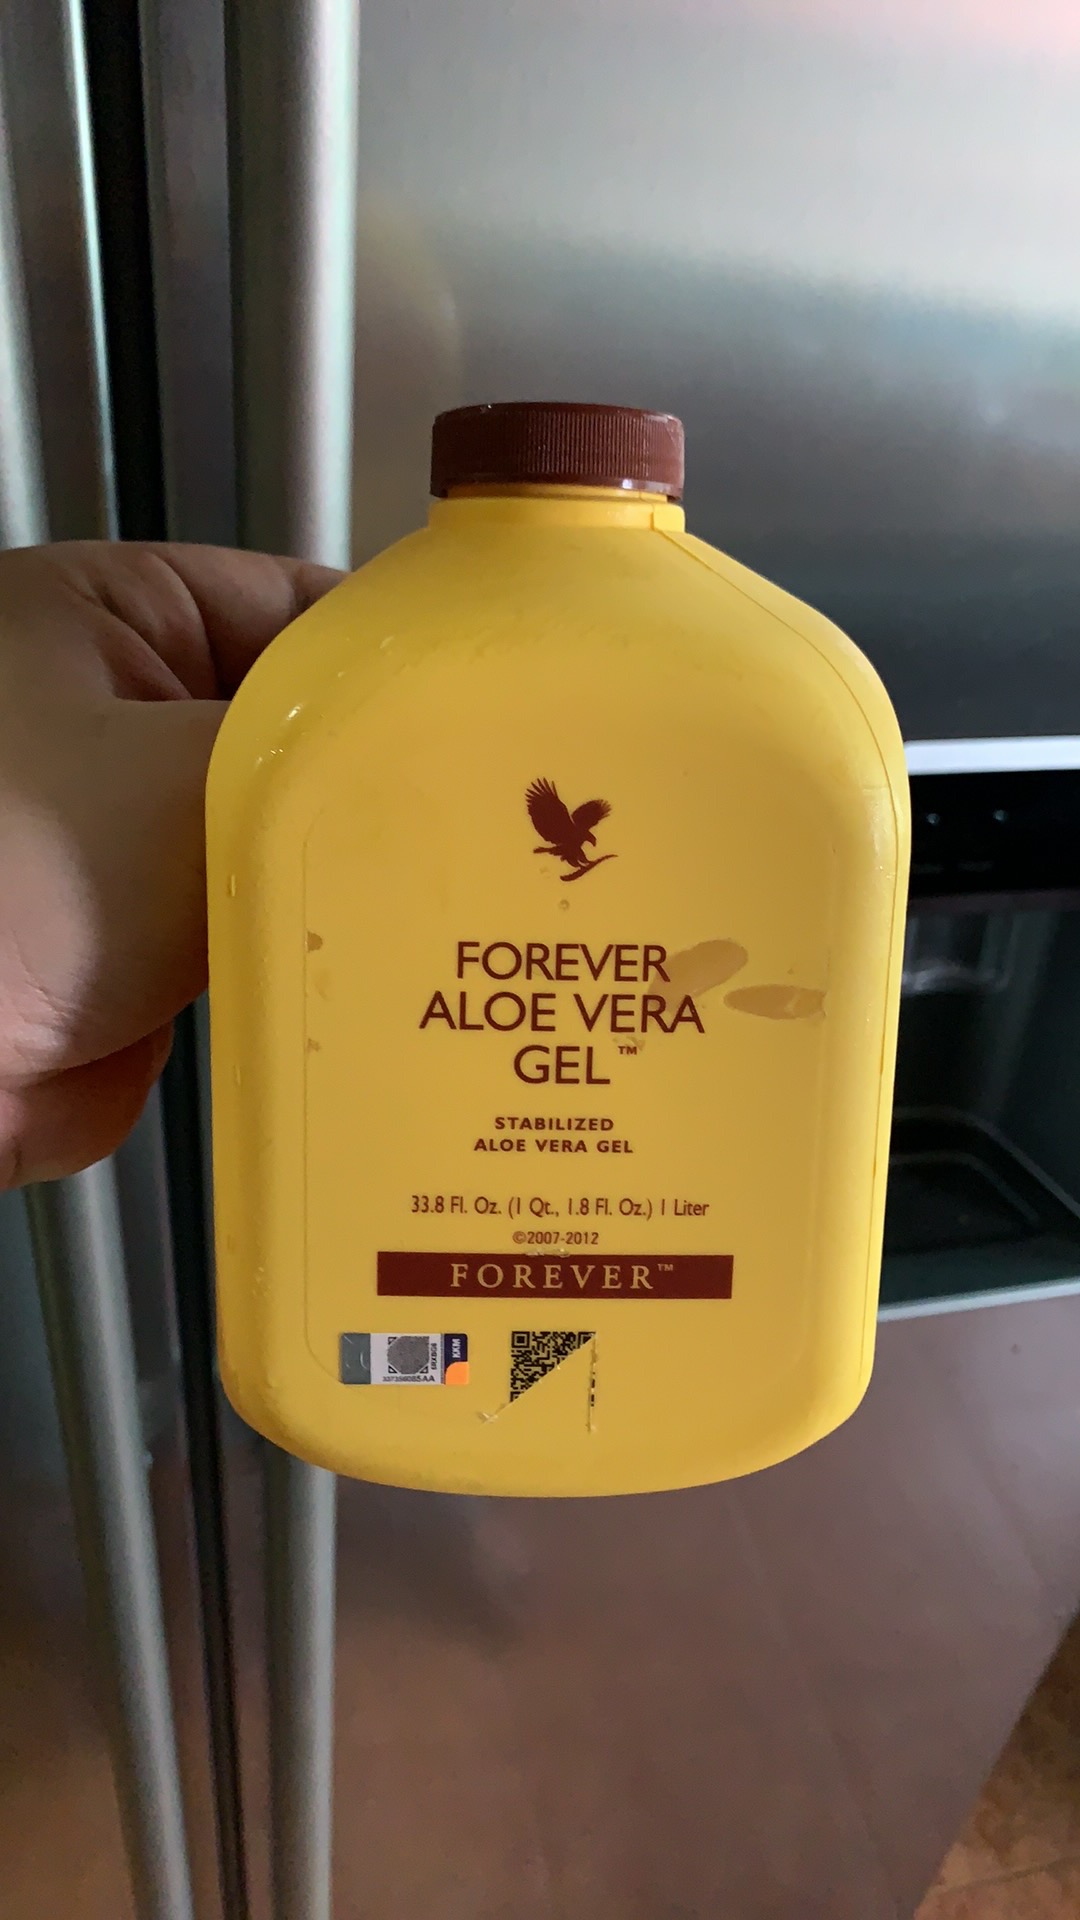 FOREVER
ALOE VERA
GEL™
STABILIZED
ALOE VERA GEL
33.8 Fl. Oz. (1 Qt., 1.8 Fl. Oz.) 1 Liter
©2007-2012
FOREVER™
KKM